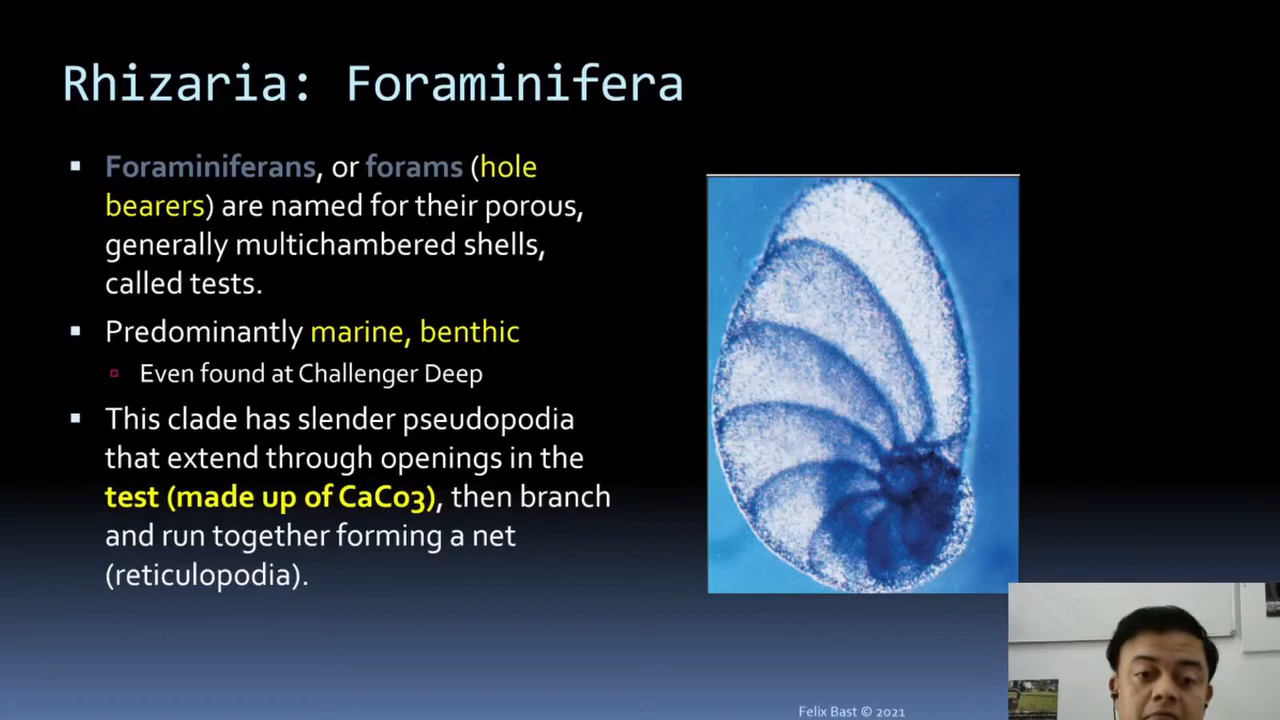 Rhizaria: Foraminifera
▪ Foraminiferans, or forams (hole
bearers) are named for their porous,
generally multichambered shells,
called tests.
▪ Predominantly marine, benthic
▫ Even found at Challenger Deep
▪ This clade has slender pseudopodia
that extend through openings in the
test (made up of CaCo3), then branch
and run together forming a net
(reticulopodia).
Felix Bast © 2021